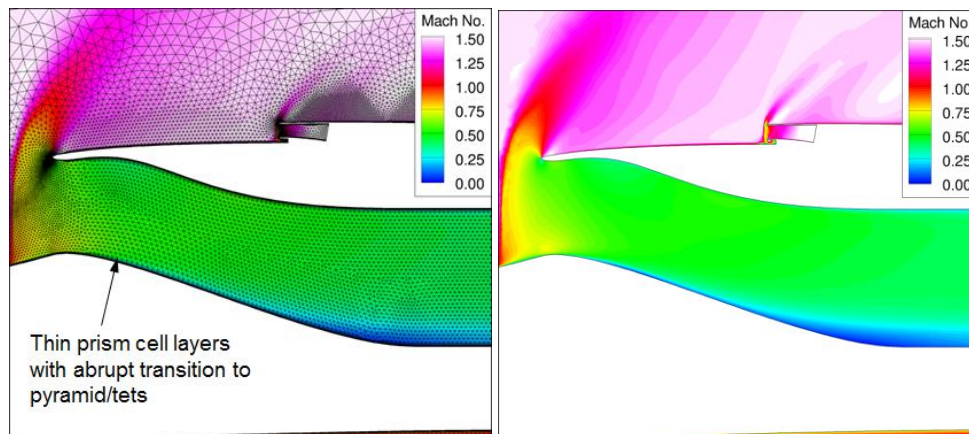 Mach No.
1.50
1.25
1.00
0.75
0.50
0.25
0.00
Thin prism cell layers
with abrupt transition to
pyramid/tets
Mach No.
1.50
1.25
1.00
0.75
0.50
0.25
0.00